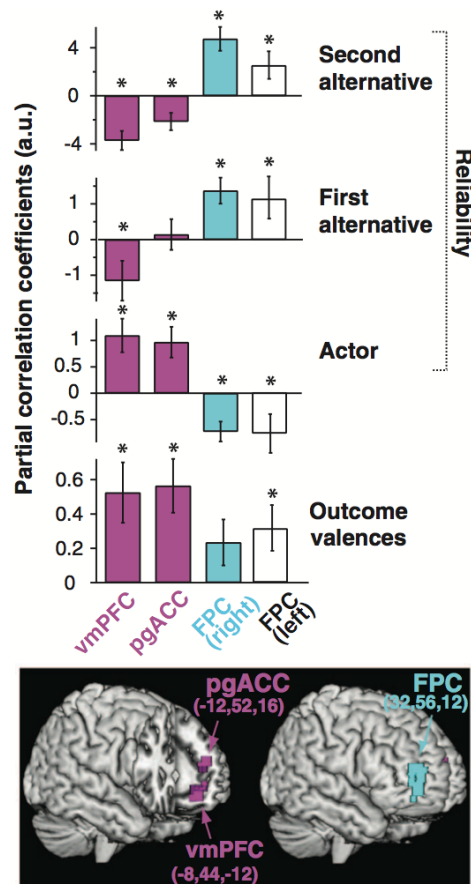 Partial correlation coefficients (a.u.)
4
0
-4
* * * *
Second
alternative
1
0
-1
* * *
First
alternative
1
0.5
0
-0.5
* * * *
Actor
Reliability
0.6
0.4
0.2
0
* * *
Outcome
valences
vmPFC
pgACC
FPC
(right)
FPC
(left)
pgACC
(-12,52,16)
FPC
(32,56,12)
vmPFC
(-8,44,-12)